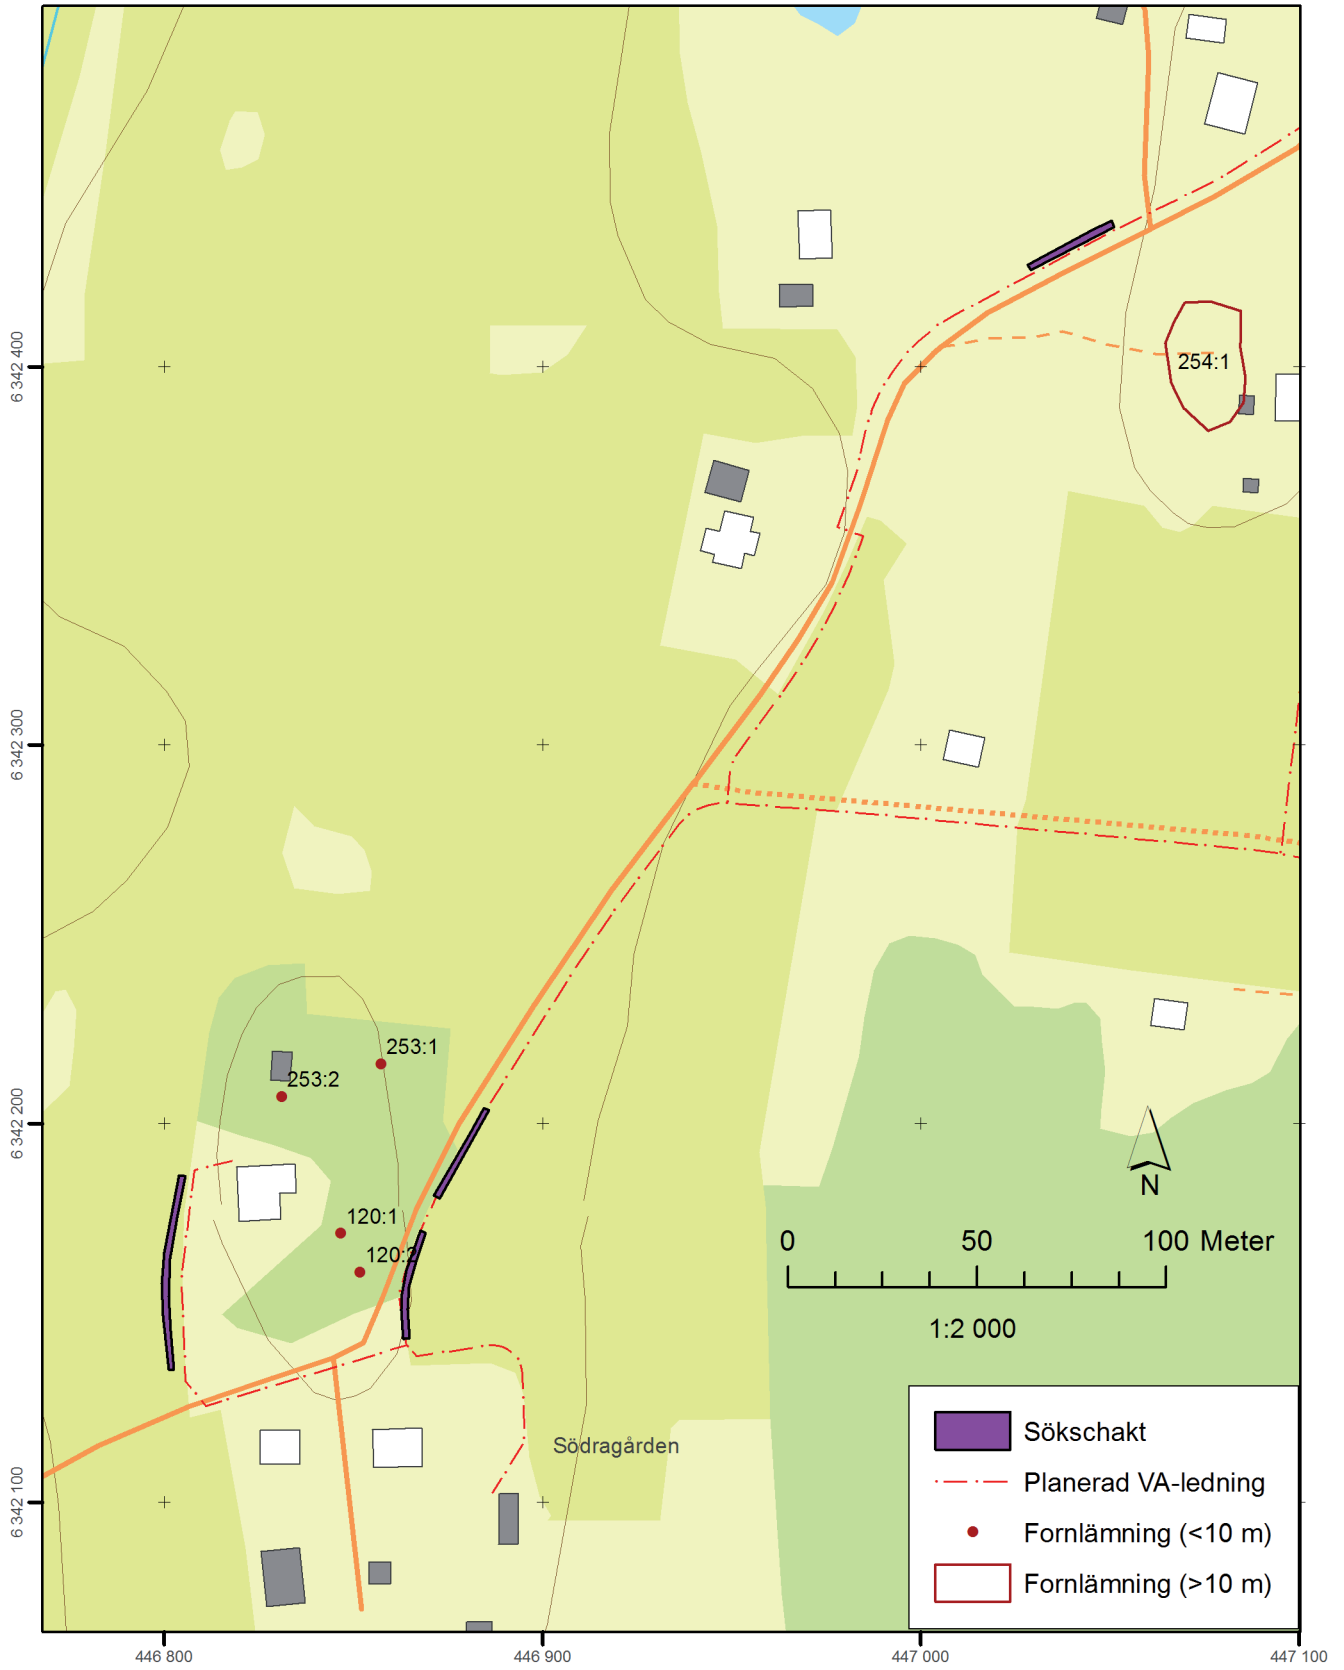 6 342 400
6 342 300
6 342 200
6 342 100
254:1
253:1
253:2
120:1
120:2
N
0 50 100 Meter
1:2 000
Södragården
Sökschakt
Planerad VA-ledning
Fornlämning (<10 m)
Fornlämning (>10 m)
446 800
446 900
447 000
447 100